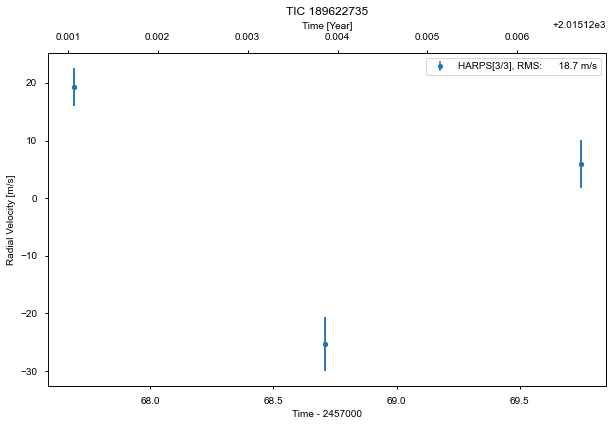 TIC 189622735
Time [Year]
+2.01512e3
0.001 0.002 0.003 0.004 0.005 0.006
HARPS[3/3], RMS: 18.7 m/s
Radial Velocity [m/s]
20
10
0
−10
−20
−30
68.0 68.5 69.0 69.5
Time - 2457000